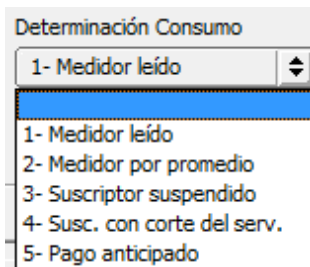 Determinación Consumo
1- Medidor leído
1- Medidor leído
2- Medidor por promedio
3- Suscriptor suspendido
4- Susc. con corte del serv.
5- Pago anticipado